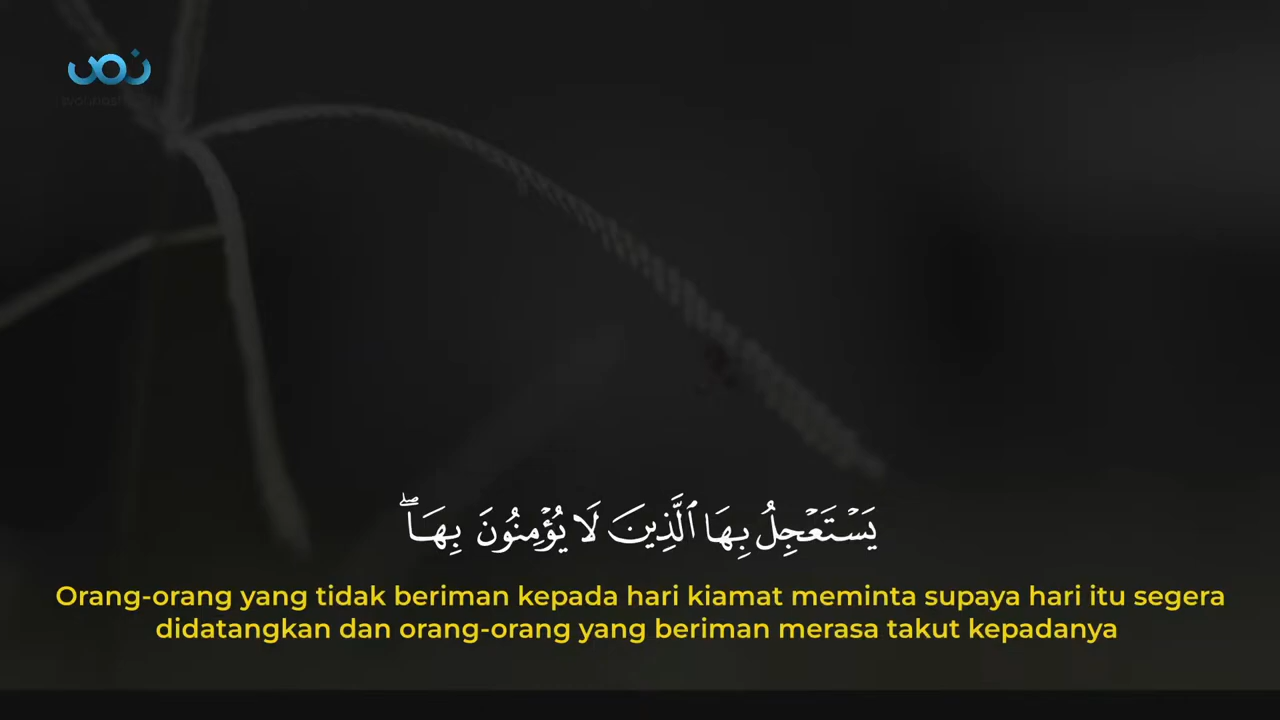 نص
يَسْتَعْجِلُ بِهَا ٱلَّذِينَ لَا يُؤْمِنُونَ بِهَاۖ
Orang-orang yang tidak beriman kepada hari kiamat meminta supaya hari itu segera
didatangkan dan orang-orang yang beriman merasa takut kepadanya